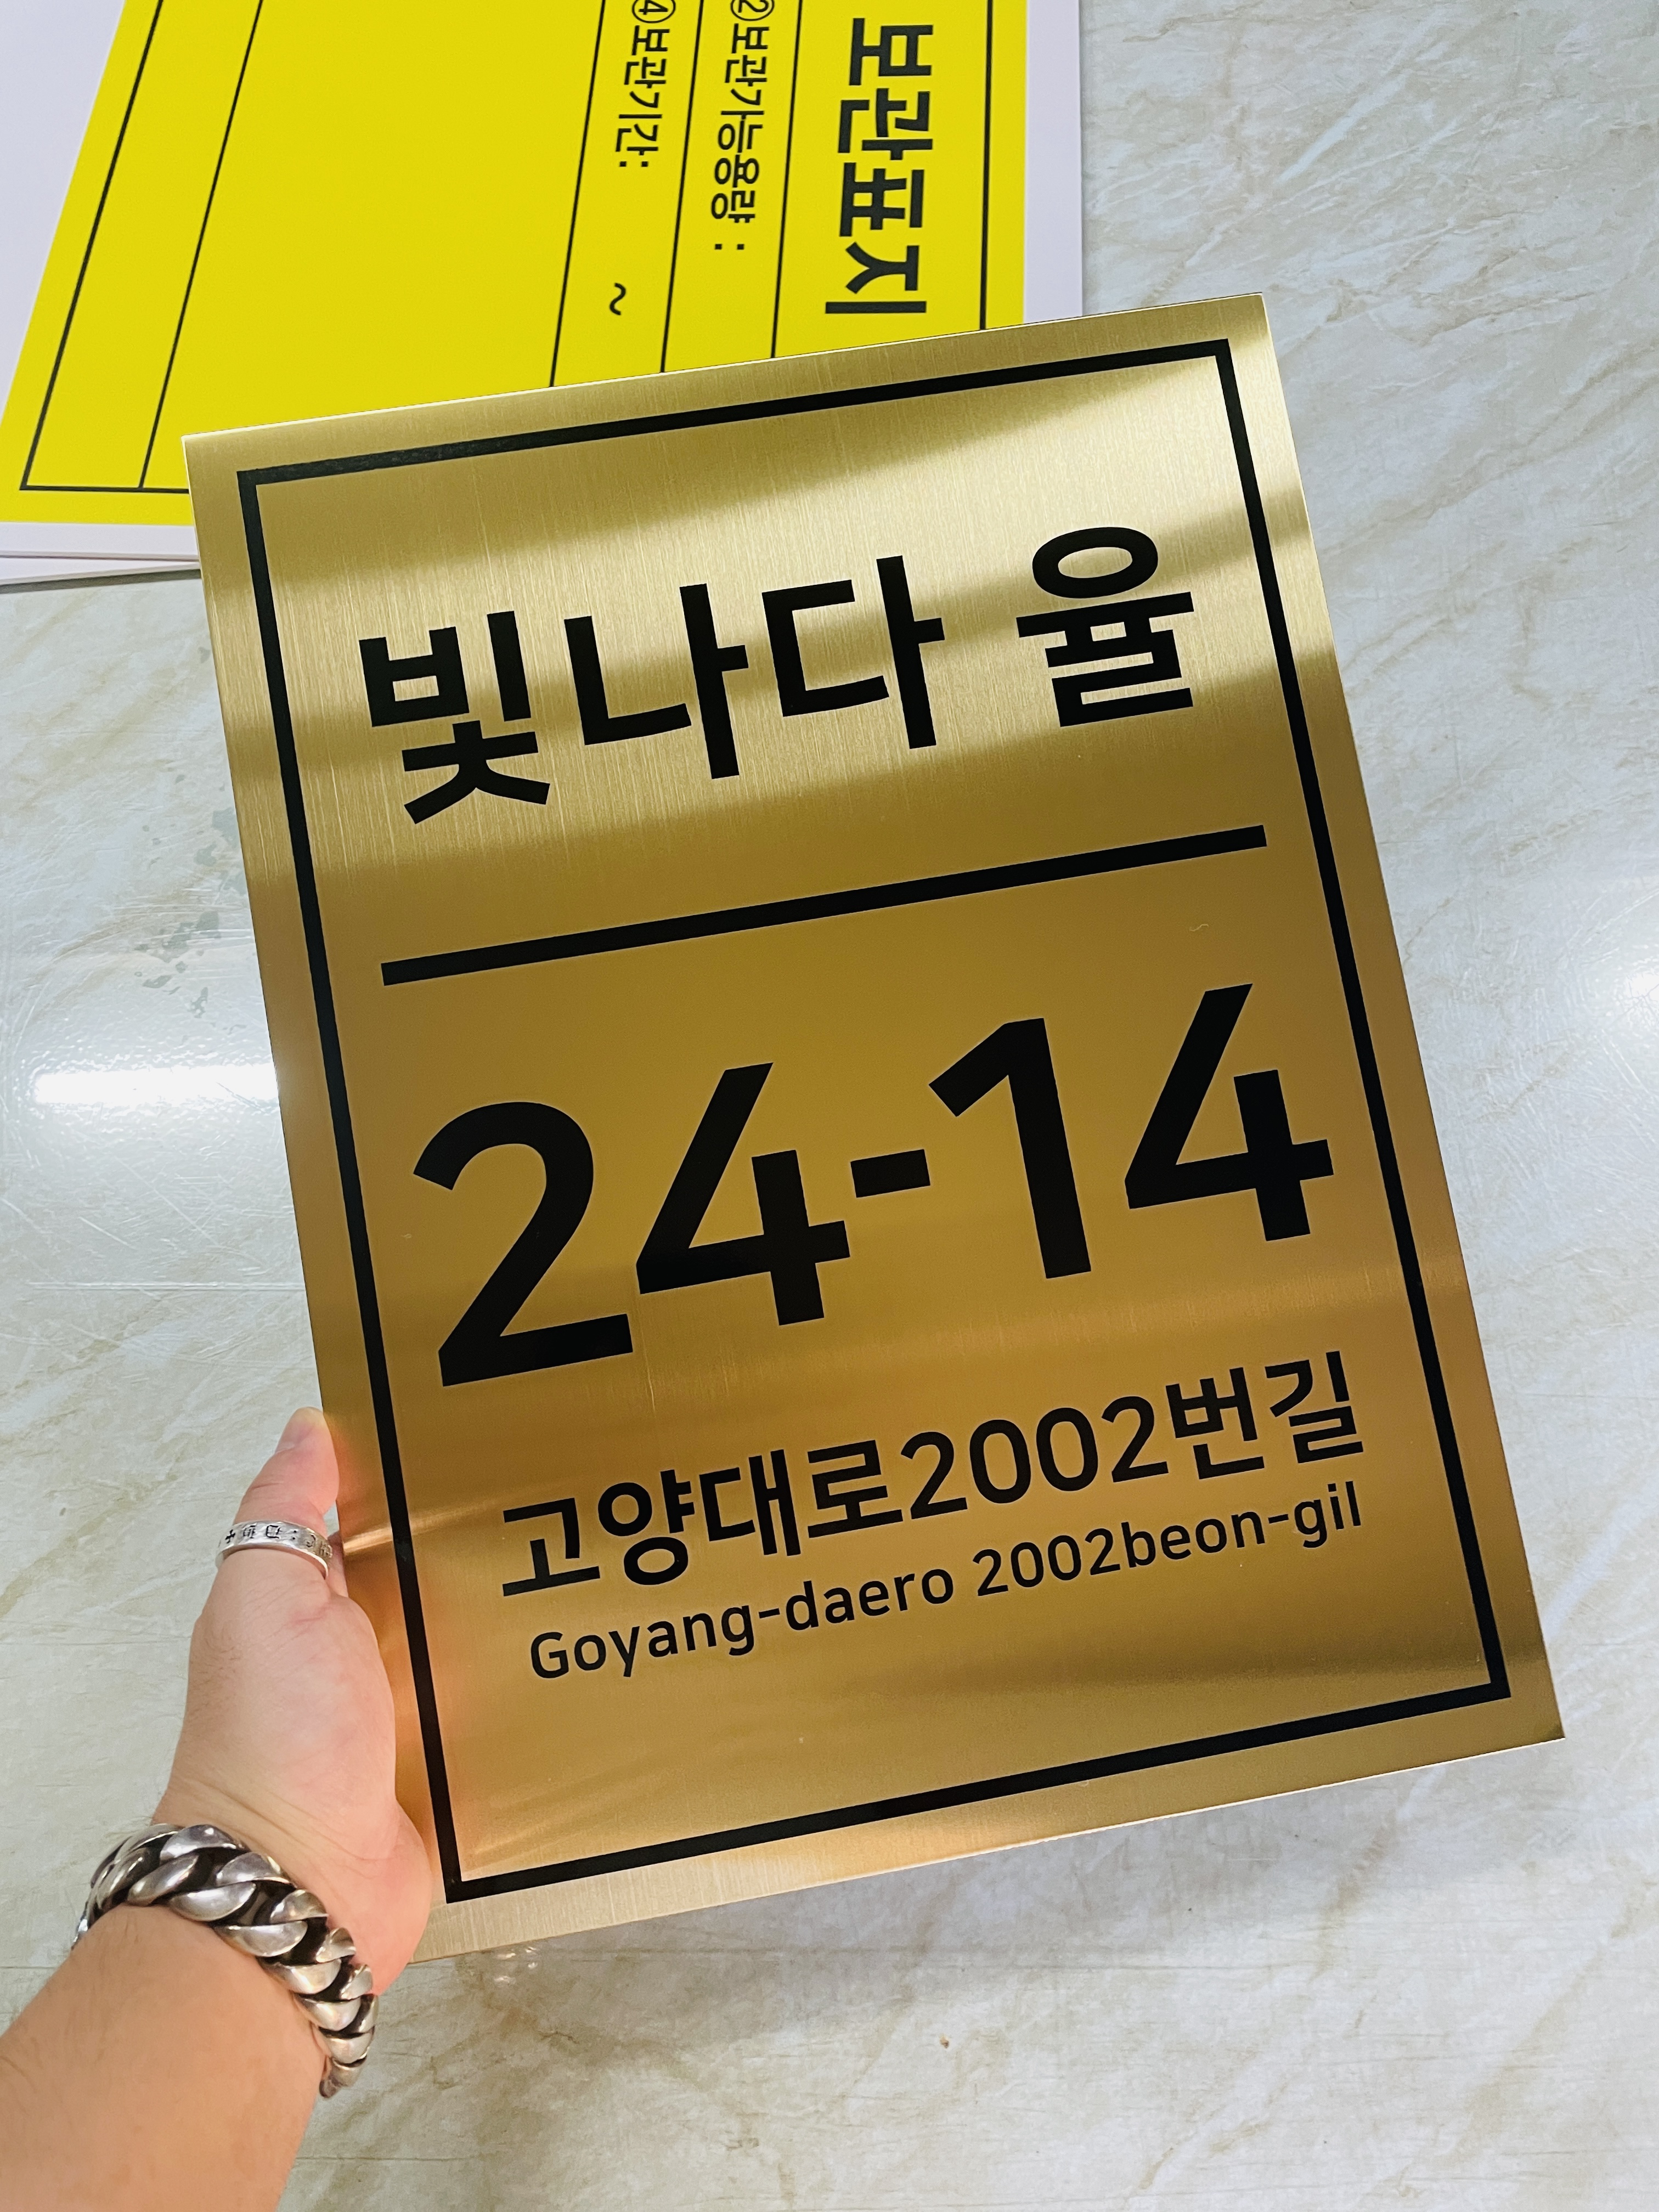 보관표지
②보관가능용량 :
④보관기간: ~
빛나다 율
24-14
고양대로2002번길
Goyang-daero 2002beon-gil